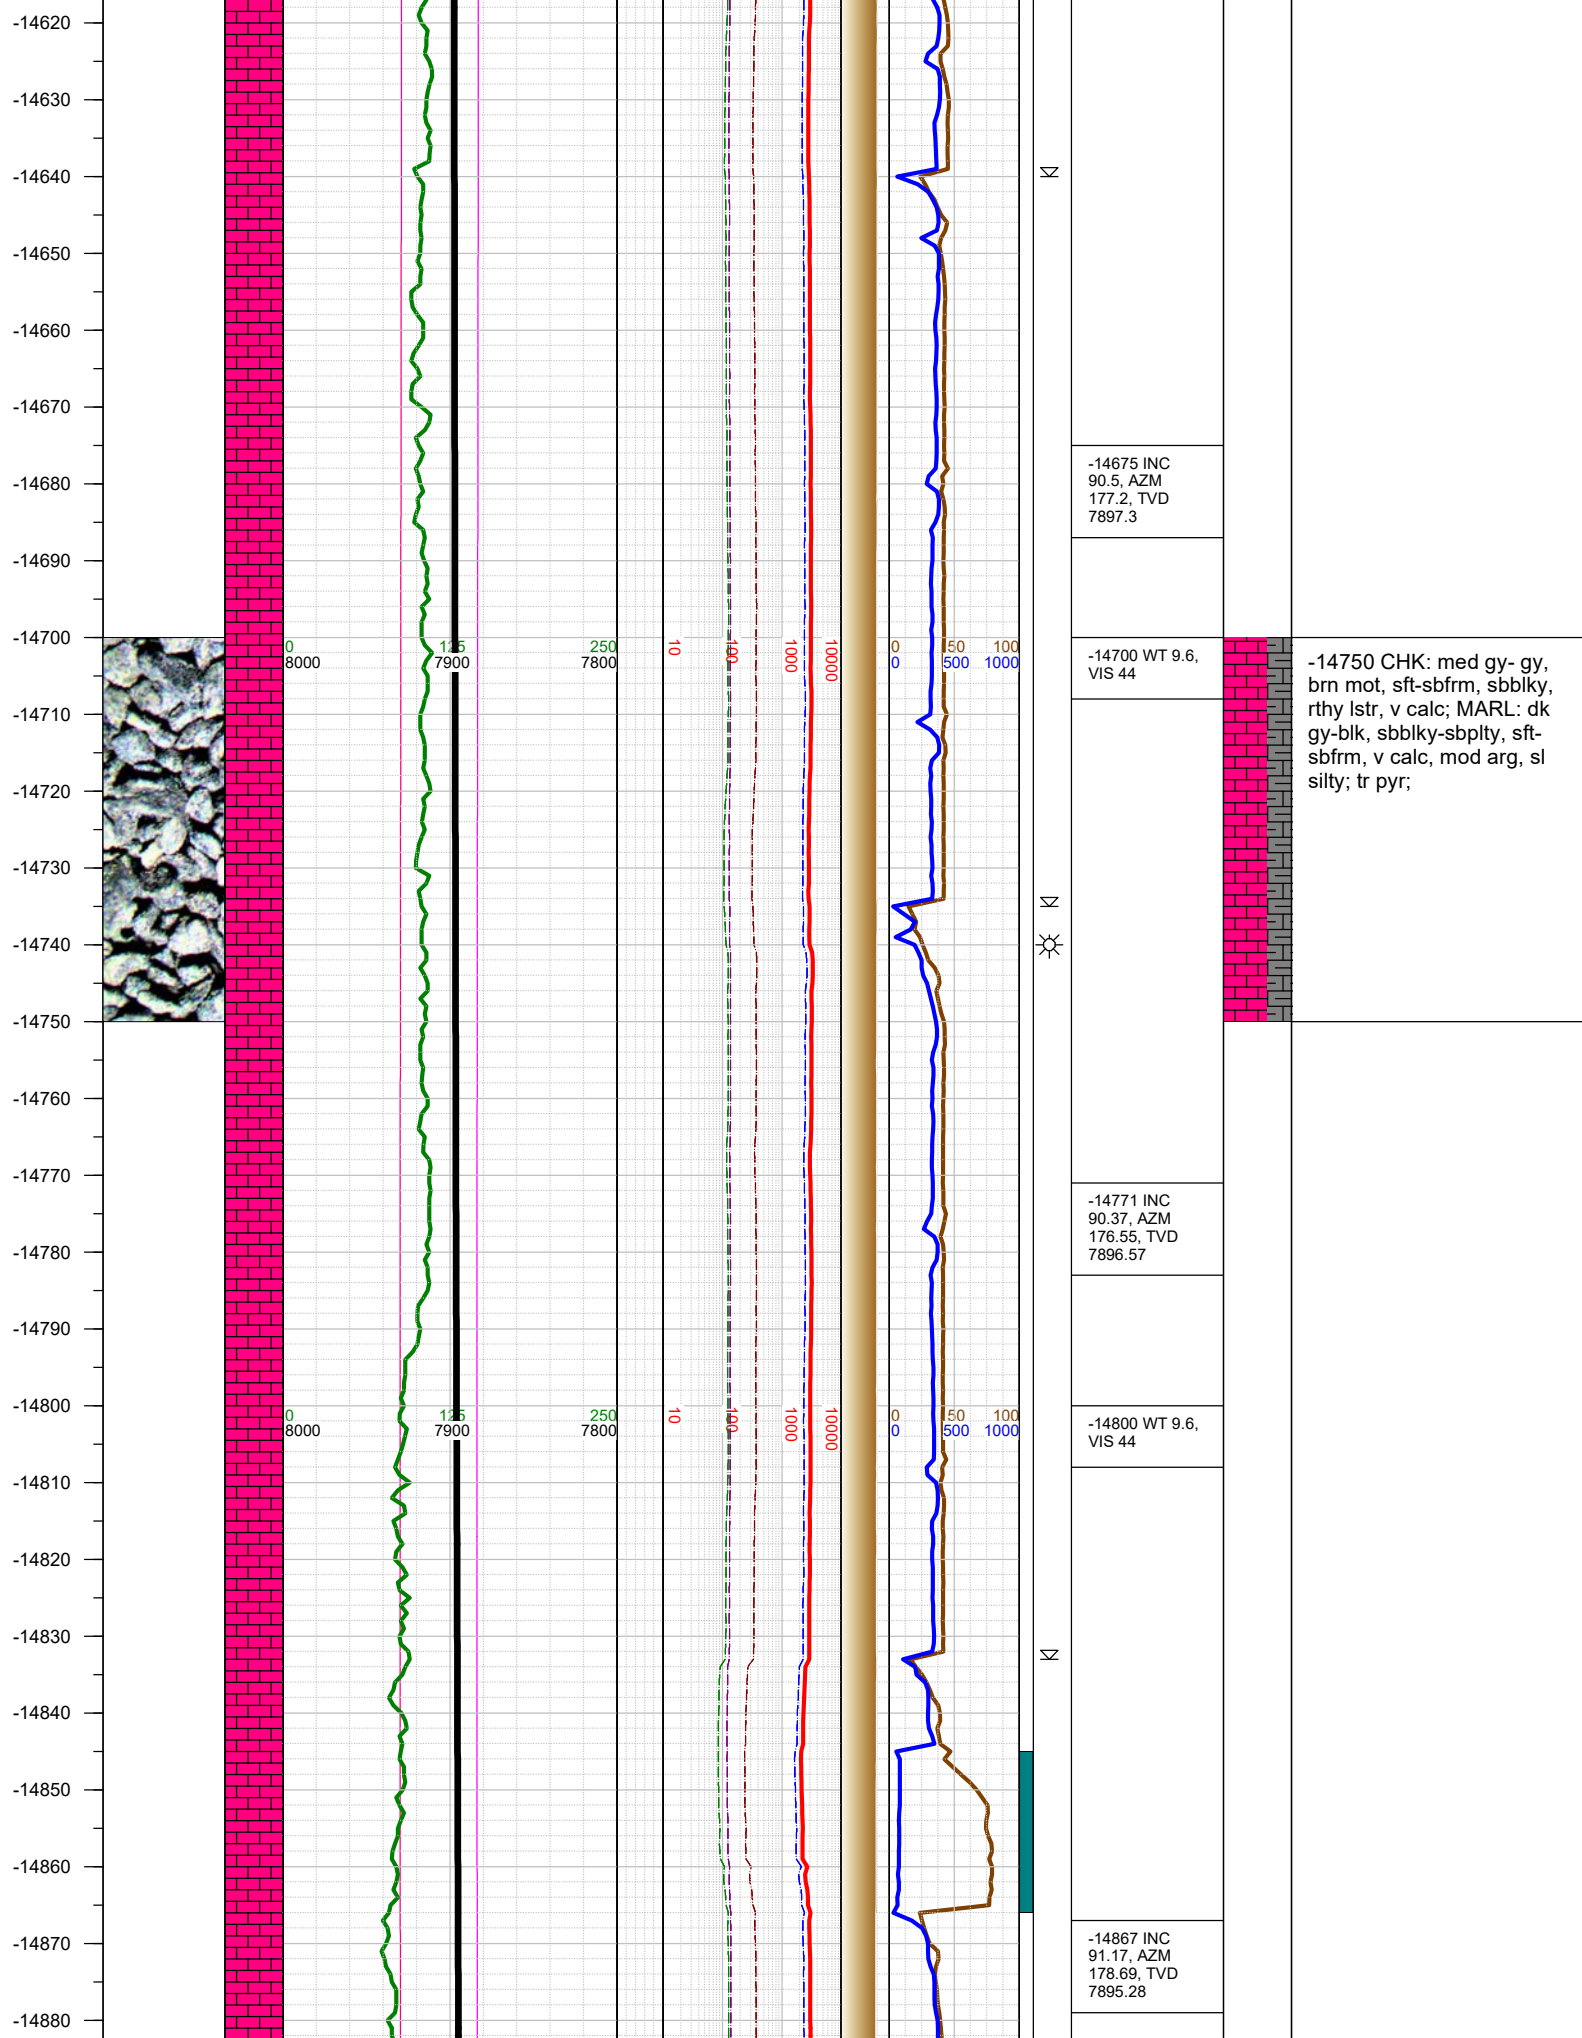 -14620
-14630
-14640
-14650
-14660
-14670
-14675 INC
90.5, AZM
177.2, TVD
7897.3
-14680
-14690
-14700
0 125 250
8000 7900 7800
10 100 1000 10000
0 50 100
0 500 1000
-14700 WT 9.6,
VIS 44
-14750 CHK: med gy- gy,
brn mot, sft-sbfrm, sbblky,
rthy lstr, v calc; MARL: dk
gy-blk, sbblky-sbplty, sft-
sbfrm, v calc, mod arg, sl
silty; tr pyr;
-14710
-14720
-14730
-14740
-14750
-14760
-14770
-14771 INC
90.37, AZM
176.55, TVD
7896.57
-14780
-14790
-14800
0 125 250
8000 7900 7800
10 100 1000 10000
0 50 100
0 500 1000
-14800 WT 9.6,
VIS 44
-14810
-14820
-14830
-14840
-14850
-14860
-14867 INC
91.17, AZM
178.69, TVD
7895.28
-14870
-14880